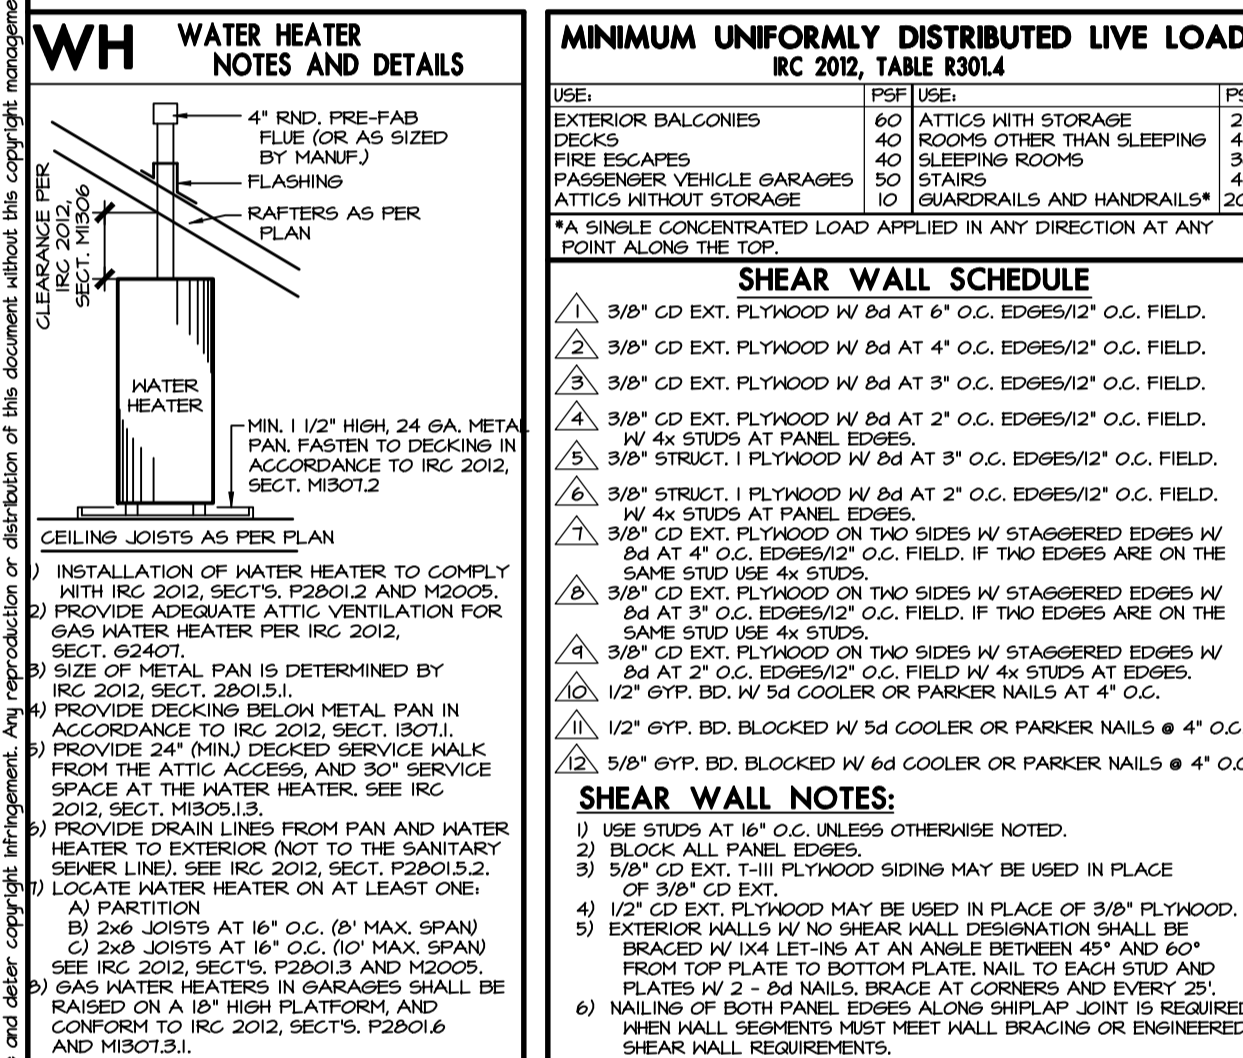 s and deter copyright infringement. Any reproduction or distribution of this document without this copyright manageme
WH
WATER HEATER
NOTES AND DETAILS
4" RND. PRE-FAB
FLUE (OR AS SIZED
BY MANUF.)
FLASHING
RAFTERS AS PER
PLAN
CLEARANCE PER
IRC 2012,
SECT. M1306
WATER
HEATER
MIN. 1 1/2" HIGH, 24 GA. METAL
PAN. FASTEN TO DECKING IN
ACCORDANCE TO IRC 2012,
SECT. M1307.2
CEILING JOISTS AS PER PLAN
) INSTALLATION OF WATER HEATER TO COMPLY
WITH IRC 2012, SECT'S. P2801.2 AND M2005.
2) PROVIDE ADEQUATE ATTIC VENTILATION FOR
GAS WATER HEATER PER IRC 2012,
SECT. G2407.
3) SIZE OF METAL PAN IS DETERMINED BY
IRC 2012, SECT. 2801.5.1.
4) PROVIDE DECKING BELOW METAL PAN IN
ACCORDANCE TO IRC 2012, SECT. 1307.1.
5) PROVIDE 24" (MIN.) DECKED SERVICE WALK
FROM THE ATTIC ACCESS, AND 30" SERVICE
SPACE AT THE WATER HEATER. SEE IRC
2012, SECT. M1305.1.3.
6) PROVIDE DRAIN LINES FROM PAN AND WATER
HEATER TO EXTERIOR (NOT TO THE SANITARY
SEWER LINE). SEE IRC 2012, SECT. P2801.5.2.
7) LOCATE WATER HEATER ON AT LEAST ONE:
A) PARTITION
B) 2x6 JOISTS AT 16" O.C. (8' MAX. SPAN)
C) 2x8 JOISTS AT 16" O.C. (10' MAX. SPAN)
SEE IRC 2012, SECT'S. P2801.3 AND M2005.
8) GAS WATER HEATERS IN GARAGES SHALL BE
RAISED ON A 18" HIGH PLATFORM, AND
CONFORM TO IRC 2012, SECT'S. P2801.6
AND M1307.3.1.
MINIMUM UNIFORMLY DISTRIBUTED LIVE LOAD
IRC 2012, TABLE R301.4
USE: PSF USE: PS
EXTERIOR BALCONIES 60 ATTICS WITH STORAGE 2
DECKS 40 ROOMS OTHER THAN SLEEPING 4
FIRE ESCAPES 40 SLEEPING ROOMS 3
PASSENGER VEHICLE GARAGES 50 STAIRS 4
ATTICS WITHOUT STORAGE 10 GUARDRAILS AND HANDRAILS* 20
*A SINGLE CONCENTRATED LOAD APPLIED IN ANY DIRECTION AT ANY
POINT ALONG THE TOP.
SHEAR WALL SCHEDULE
1 3/8" CD EXT. PLYWOOD W/ 8d AT 6" O.C. EDGES/12" O.C. FIELD.
2 3/8" CD EXT. PLYWOOD W/ 8d AT 4" O.C. EDGES/12" O.C. FIELD.
3 3/8" CD EXT. PLYWOOD W/ 8d AT 3" O.C. EDGES/12" O.C. FIELD.
4 3/8" CD EXT. PLYWOOD W/ 8d AT 2" O.C. EDGES/12" O.C. FIELD.
W/ 4x STUDS AT PANEL EDGES.
5 3/8" STRUCT. I PLYWOOD W/ 8d AT 3" O.C. EDGES/12" O.C. FIELD.
6 3/8" STRUCT. I PLYWOOD W/ 8d AT 2" O.C. EDGES/12" O.C. FIELD.
W/ 4x STUDS AT PANEL EDGES.
7 3/8" CD EXT. PLYWOOD ON TWO SIDES W/ STAGGERED EDGES W/
8d AT 4" O.C. EDGES/12" O.C. FIELD. IF TWO EDGES ARE ON THE
SAME STUD USE 4x STUDS.
8 3/8" CD EXT. PLYWOOD ON TWO SIDES W/ STAGGERED EDGES W/
8d AT 3" O.C. EDGES/12" O.C. FIELD. IF TWO EDGES ARE ON THE
SAME STUD USE 4x STUDS.
9 3/8" CD EXT. PLYWOOD ON TWO SIDES W/ STAGGERED EDGES W/
8d AT 2" O.C. EDGES/12" O.C. FIELD W/ 4x STUDS AT EDGES.
10 1/2" GYP. BD. W/ 5d COOLER OR PARKER NAILS AT 4" O.C.
11 1/2" GYP. BD. BLOCKED W/ 5d COOLER OR PARKER NAILS @ 4" O.C
12 5/8" GYP. BD. BLOCKED W/ 6d COOLER OR PARKER NAILS @ 4" O.C
SHEAR WALL NOTES:
1) USE STUDS AT 16" O.C. UNLESS OTHERWISE NOTED.
2) BLOCK ALL PANEL EDGES.
3) 5/8" CD EXT. T-111 PLYWOOD SIDING MAY BE USED IN PLACE
OF 3/8" CD EXT.
4) 1/2" CD EXT. PLYWOOD MAY BE USED IN PLACE OF 3/8" PLYWOOD.
5) EXTERIOR WALLS W/ NO SHEAR WALL DESIGNATION SHALL BE
BRACED W/ 1X4 LET-INS AT AN ANGLE BETWEEN 45° AND 60°
FROM TOP PLATE TO BOTTOM PLATE. NAIL TO EACH STUD AND
PLATES W/ 2 - 8d NAILS. BRACE AT CORNERS AND EVERY 25'.
6) NAILING OF BOTH PANEL EDGES ALONG SHIPLAP JOINT IS REQUIRED
WHEN WALL SEGMENTS MUST MEET WALL BRACING OR ENGINEERED
SHEAR WALL REQUIREMENTS.